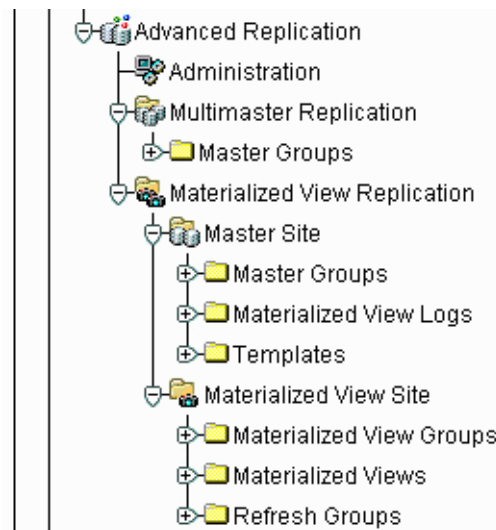 Advanced Replication
Administration
Multimaster Replication
Master Groups
Materialized View Replication
Master Site
Master Groups
Materialized View Logs
Templates
Materialized View Site
Materialized View Groups
Materialized Views
Refresh Groups